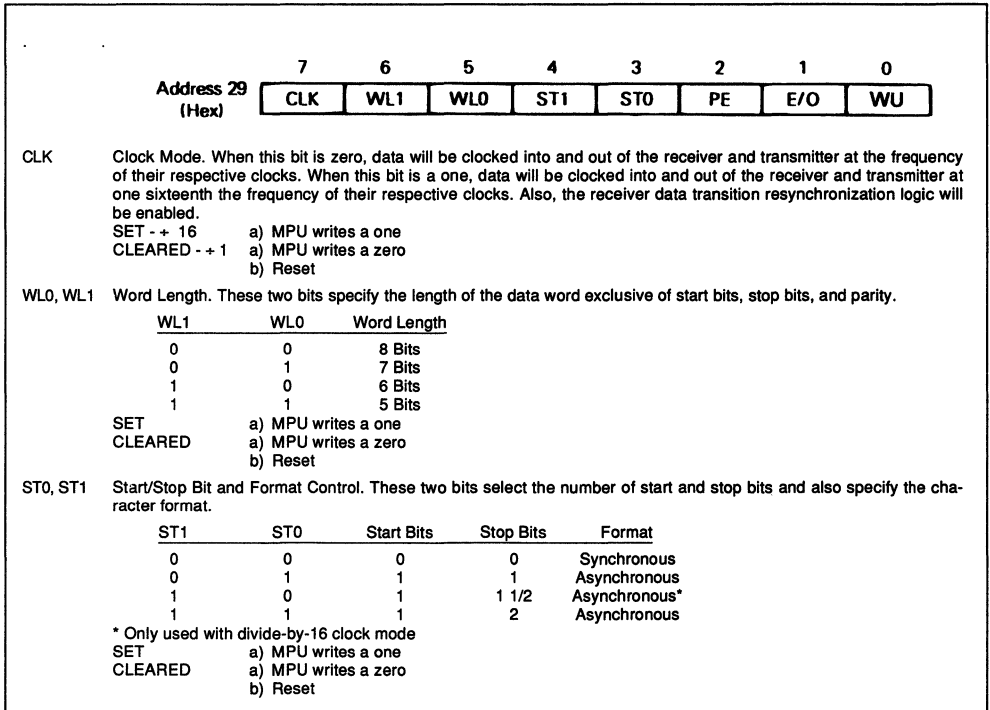 7 6 5 4 3 2 1 0
Address 29 CLK WL1 WL0 ST1 ST0 PE E/O WU
(Hex)
CLK Clock Mode. When this bit is zero, data will be clocked into and out of the receiver and transmitter at the frequency
of their respective clocks. When this bit is a one, data will be clocked into and out of the receiver and transmitter at
one sixteenth the frequency of their respective clocks. Also, the receiver data transition resynchronization logic will
be enabled.
SET - ÷ 16 a) MPU writes a one
CLEARED - ÷ 1 a) MPU writes a zero
b) Reset
WL0, WL1 Word Length. These two bits specify the length of the data word exclusive of start bits, stop bits, and parity.
WL1 WL0 Word Length
0 0 8 Bits
0 1 7 Bits
1 0 6 Bits
1 1 5 Bits
SET a) MPU writes a one
CLEARED a) MPU writes a zero
b) Reset
ST0, ST1 Start/Stop Bit and Format Control. These two bits select the number of start and stop bits and also specify the cha-
racter format.
ST1 ST0 Start Bits Stop Bits Format
0 0 0 0 Synchronous
0 1 1 1 Asynchronous
1 0 1 1 1/2 Asynchronous*
1 1 1 2 Asynchronous
* Only used with divide-by-16 clock mode
SET a) MPU writes a one
CLEARED a) MPU writes a zero
b) Reset